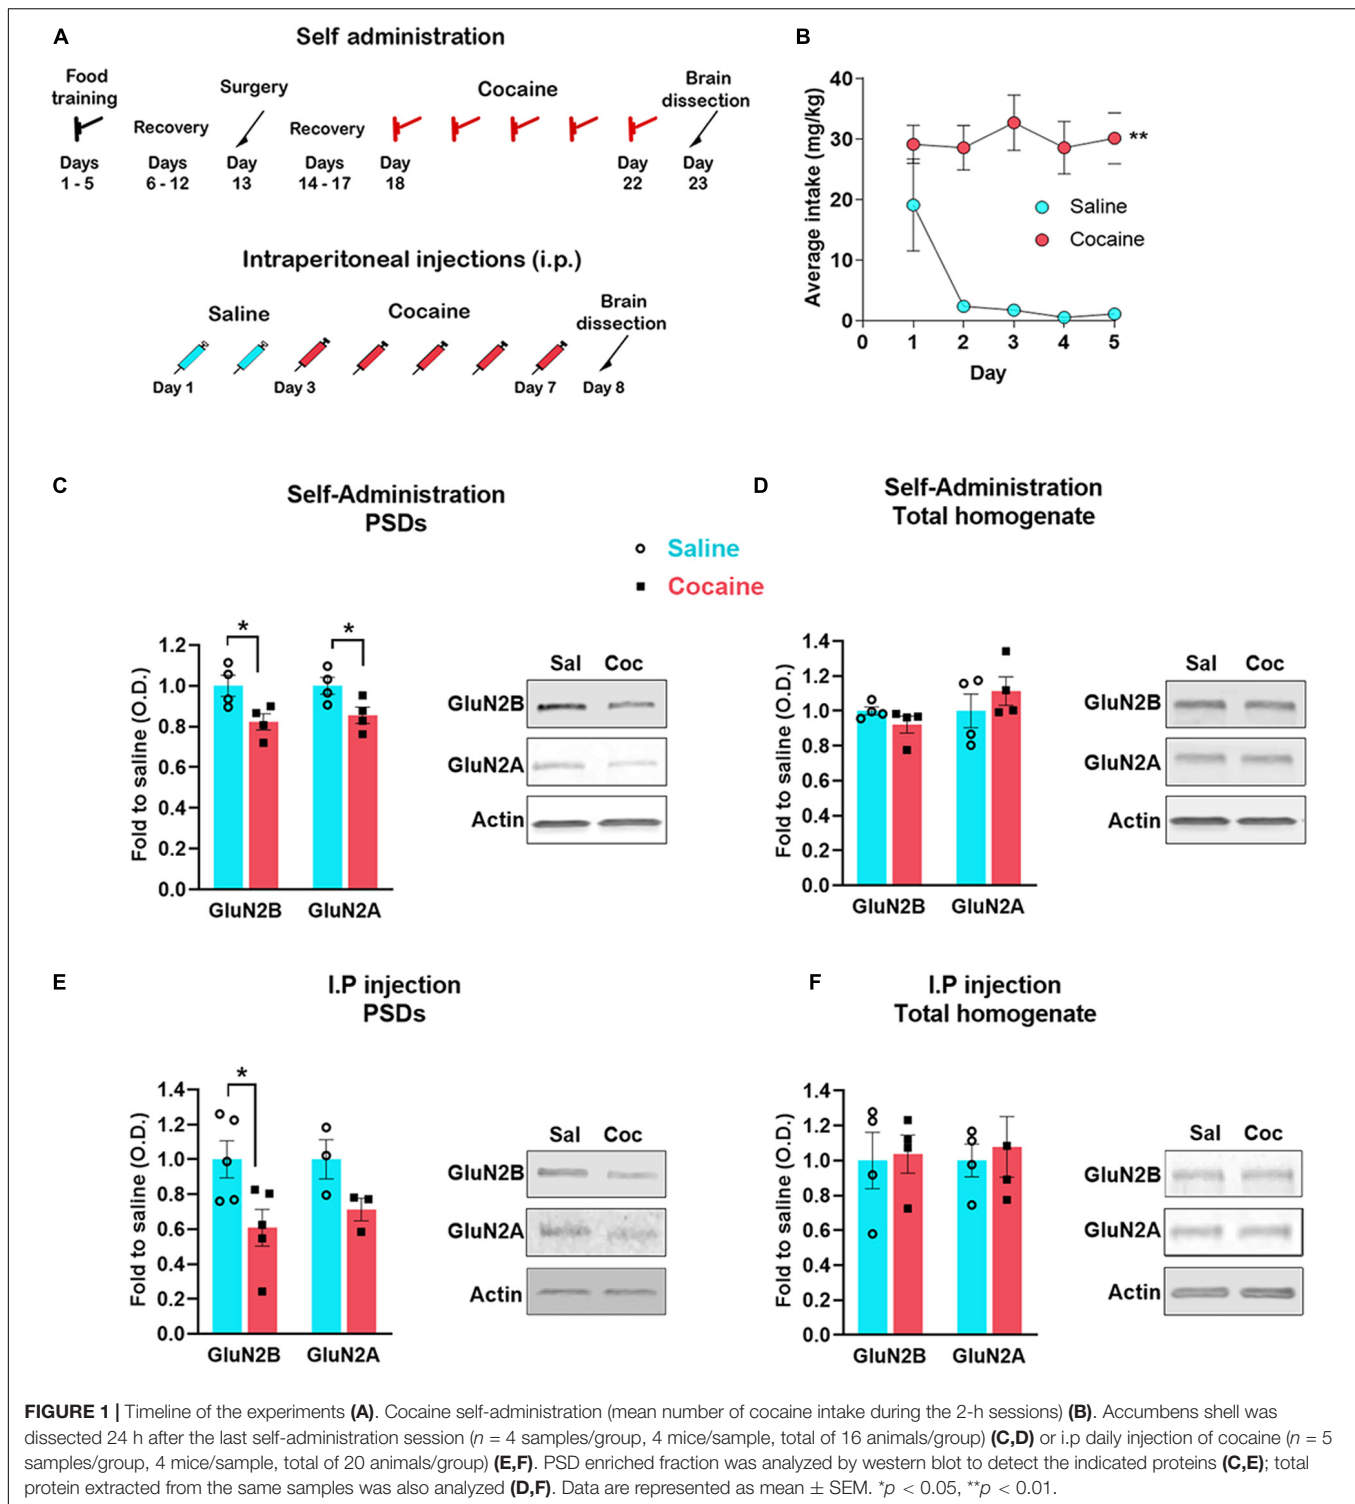 A
Self administration
Food training
Recovery
Surgery
Recovery
Cocaine
Brain dissection
Days 1 - 5
Days 6 - 12
Day 13
Days 14 - 17
Day 18
Day 22
Day 23
Intraperitoneal injections (i.p.)
Saline
Cocaine
Brain dissection
Day 1
Day 3
Day 7
Day 8
B
Average intake (mg/kg)
40
30
20
10
0
0 1 2 3 4 5
Day
**
Saline
Cocaine
C
Self-Administration
PSDs
Saline
Cocaine
Fold to saline (O.D.)
1.2
1.0
0.8
0.6
0.4
0.2
0.0
* *
GluN2B GluN2A
Sal Coc
GluN2B
GluN2A
Actin
D
Self-Administration
Total homogenate
Fold to saline (O.D.)
1.4
1.2
1.0
0.8
0.6
0.4
0.2
0.0
GluN2B GluN2A
Sal Coc
GluN2B
GluN2A
Actin
E
I.P injection
PSDs
Fold to saline (O.D.)
1.4
1.2
1.0
0.8
0.6
0.4
0.2
0.0
*
GluN2B GluN2A
Sal Coc
GluN2B
GluN2A
Actin
F
I.P injection
Total homogenate
Fold to saline (O.D.)
1.4
1.2
1.0
0.8
0.6
0.4
0.2
0.0
GluN2B GluN2A
Sal Coc
GluN2B
GluN2A
Actin
FIGURE 1 | Timeline of the experiments (A). Cocaine self-administration (mean number of cocaine intake during the 2-h sessions) (B). Accumbens shell was
dissected 24 h after the last self-administration session (n = 4 samples/group, 4 mice/sample, total of 16 animals/group) (C,D) or i.p daily injection of cocaine (n = 5
samples/group, 4 mice/sample, total of 20 animals/group) (E,F). PSD enriched fraction was analyzed by western blot to detect the indicated proteins (C,E); total
protein extracted from the same samples was also analyzed (D,F). Data are represented as mean ± SEM. *p < 0.05, **p < 0.01.